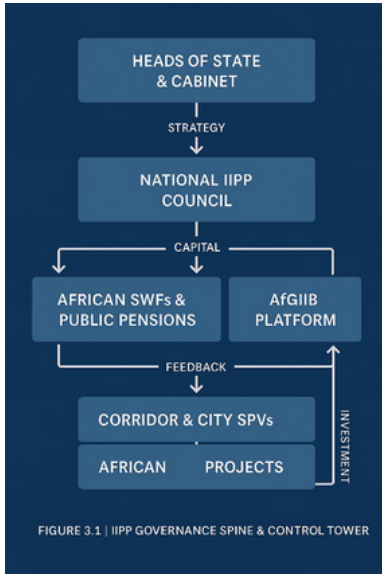 HEADS OF STATE
& CABINET
STRATEGY
NATIONAL IIPP
COUNCIL
CAPITAL
AFRICAN SWFs &
PUBLIC PENSIONS
AfGIIB
PLATFORM
FEEDBACK
CORRIDOR & CITY SPVs
AFRICAN PROJECTS
INVESTMENT
FIGURE 3.1 | IIPP GOVERNANCE SPINE & CONTROL TOWER